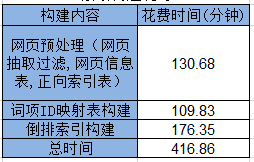 构建内容 花费时间(分钟)
网页预处理（网页
抽取过滤,网页信息
表,正向索引表） 130.68
词项ID映射表构建 109.83
倒排索引构建 176.35
总时间 416.86